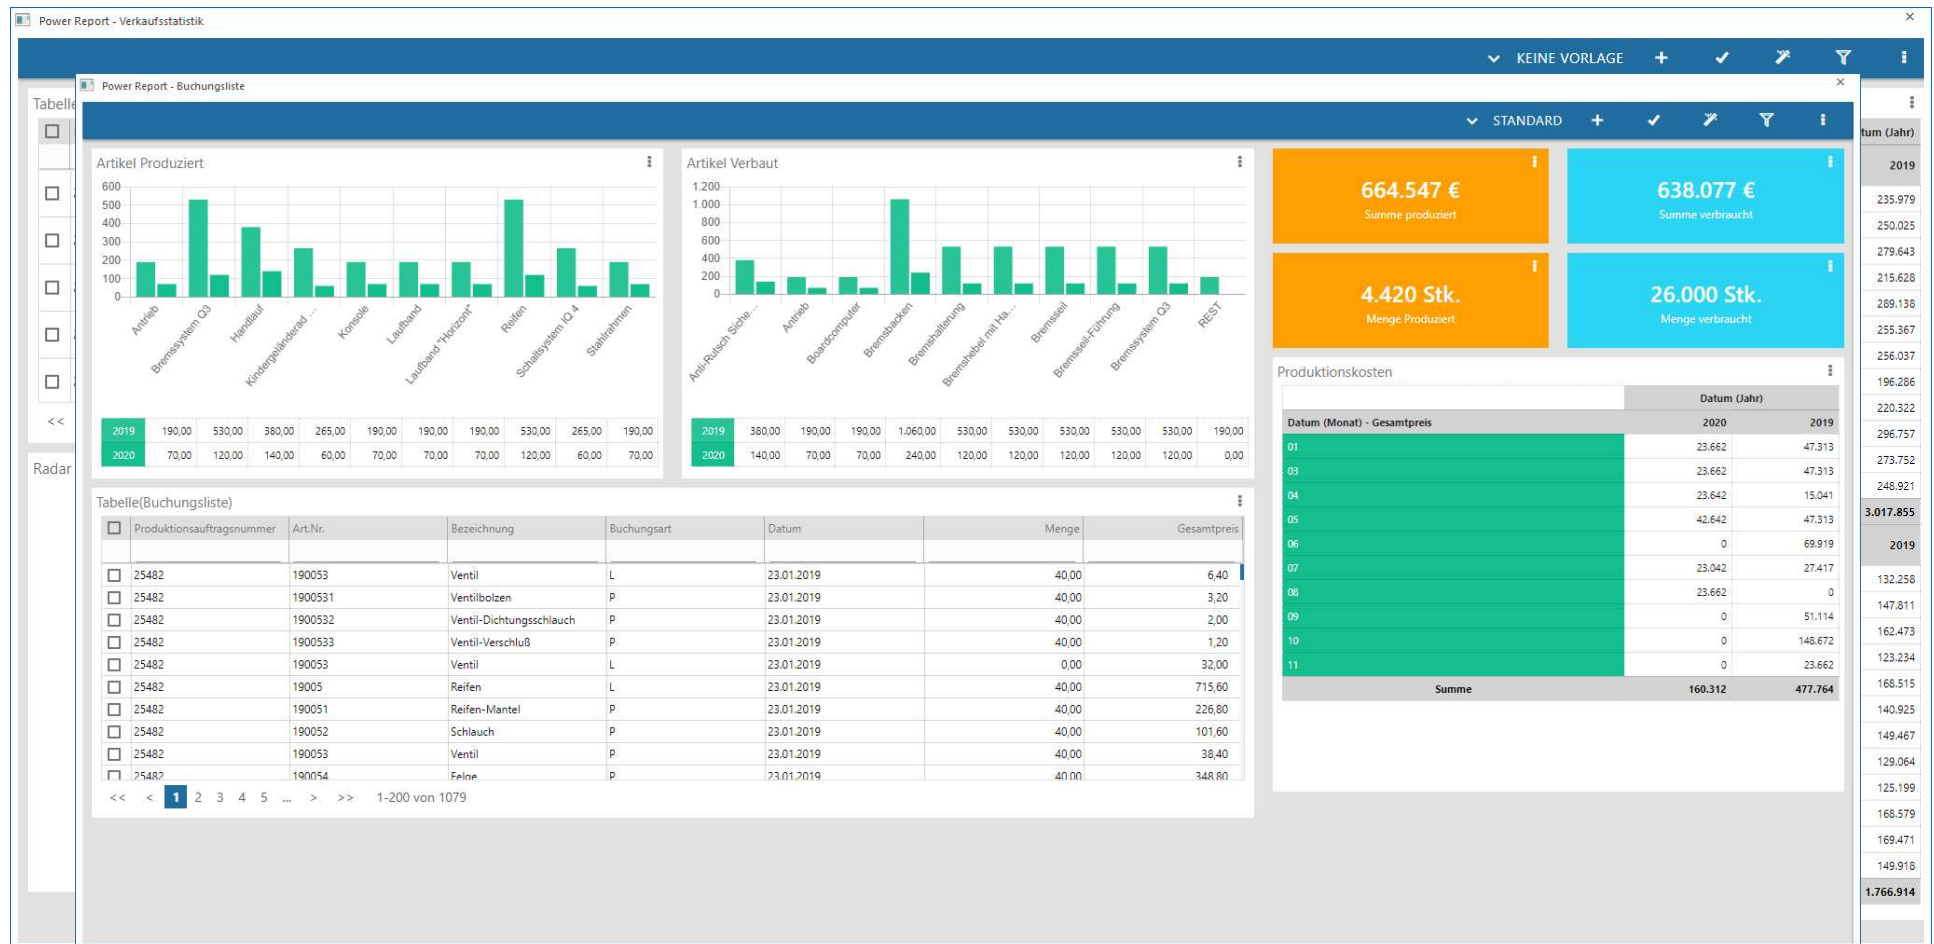 Power Report - Verkaufsstatistik
KEINE VORLAGE
Power Report - Buchungsliste
STANDARD
Tabelle
Radar
Artikel Produziert
600
500
400
300
200
100
0
Antrieb
Bremssystem Q3
Handlauf
Kindergeländerad ...
Konsole
Laufband
Laufband "Horizont"
Reifen
Schaltsystem IQ 4
Stahlrahmen
2019 190,00 530,00 380,00 265,00 190,00 190,00 190,00 530,00 265,00 190,00
2020 70,00 120,00 140,00 60,00 70,00 70,00 70,00 120,00 60,00 70,00
Artikel Verbaut
1.200
1.000
800
600
400
200
0
Anti-Rutsch Siche...
Antrieb
Boardcomputer
Bremsbacken
Bremshalterung
Bremshebel mit Ha...
Bremsseil
Bremsseil-Führung
Bremssystem Q3
REST
2019 380,00 190,00 190,00 1.060,00 530,00 530,00 530,00 530,00 530,00 190,00
2020 140,00 70,00 70,00 240,00 120,00 120,00 120,00 120,00 120,00 0,00
664.547 €
Summe produziert
638.077 €
Summe verbraucht
4.420 Stk.
Menge Produziert
26.000 Stk.
Menge verbraucht
Produktionskosten
Datum (Jahr)
Datum (Monat) - Gesamtpreis 2020 2019
01 23.662 47.313
03 23.662 47.313
04 23.642 15.041
05 42.642 47.313
06 0 69.919
07 23.042 27.417
08 23.662 0
09 0 51.114
10 0 148.672
11 0 23.662
Summe 160.312 477.764
Tabelle(Buchungsliste)
Produktionsauftragsnummer Art.Nr. Bezeichnung Buchungsart Datum Menge Gesamtpreis
25482 190053 Ventil L 23.01.2019 40,00 6,40
25482 1900531 Ventilbolzen P 23.01.2019 40,00 3,20
25482 1900532 Ventil-Dichtungsschlauch P 23.01.2019 40,00 2,00
25482 1900533 Ventil-Verschluß P 23.01.2019 40,00 1,20
25482 190053 Ventil L 23.01.2019 0,00 32,00
25482 19005 Reifen L 23.01.2019 40,00 715,60
25482 190051 Reifen-Mantel P 23.01.2019 40,00 226,80
25482 190052 Schlauch P 23.01.2019 40,00 101,60
25482 190053 Ventil P 23.01.2019 40,00 38,40
25482 190054 Felge P 23.01.2019 40,00 348,80
<< < 1 2 3 4 5 ... > >> 1-200 von 1079
<<
tum (Jahr)
2019
235.979
250.025
279.643
215.628
289.138
255.367
256.037
196.286
220.322
296.757
273.752
248.921
3.017.855
2019
132.258
147.811
162.473
123.234
168.515
140.925
149.467
129.064
125.199
168.579
169.471
149.918
1.766.914